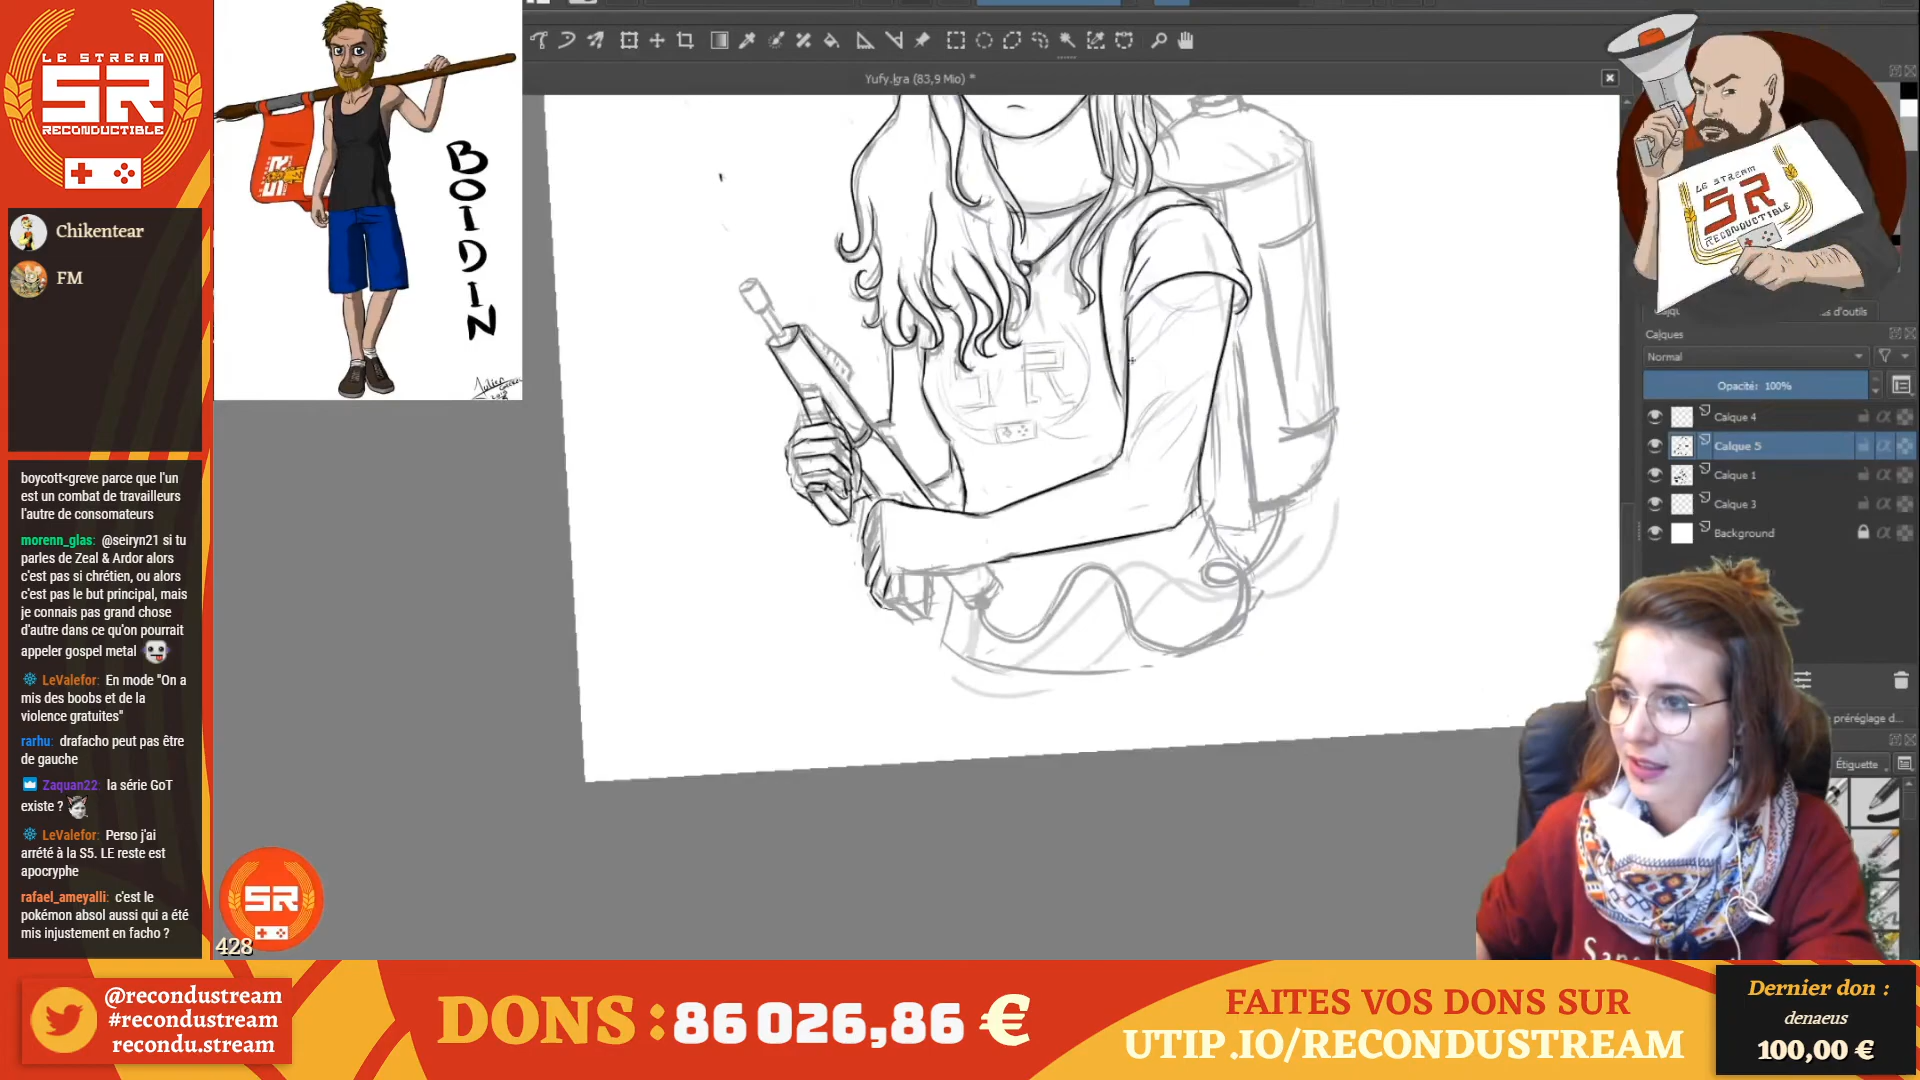 LE STREAM
SR
RECONDUCTIBLE
Chikentear
FM
BOIDIN
boycott<greve parce que l'un
est un combat de travailleurs
l'autre de consomateurs
morenn_glas: @seiryn21 si tu
parles de Zeal & Ardor alors
c'est pas si chrétien, ou alors
c'est pas le but principal, mais
je connais pas grand chose
d'autre dans ce qu'on pourrait
appeler gospel metal
LeValefor: En mode "On a
mis des boobs et de la
violence gratuites"
rarhu: drafacho peut pas être
de gauche
Zaquan22: la série GoT
existe ?
LeValefor: Perso j'ai
arrété à la S5. LE reste est
apocryphe
rafael_ameyalli: c'est le
pokémon absol aussi qui a été
mis injustement en facho ?
SR
428
Yufy.kra (83,9 Mio) *
R
LE STREAM
SR
RECONDUCTIBLE
s d'outils
Calques
Normal
Opacité: 100%
Calque 4
Calque 5
Calque 1
Calque 3
Background
préréglage d...
Étiquette
@recondustream
#recondustream
recondu.stream
DONS : 86 026,86 €
FAITES VOS DONS SUR
UTIP.IO/RECONDUSTREAM
Dernier don :
denaeus
100,00 €